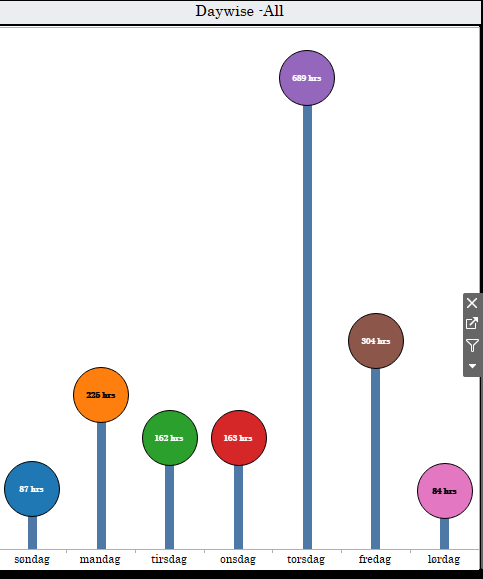 Daywise -All
689 hrs
304 hrs
225 hrs
162 hrs
163 hrs
87 hrs
84 hrs
søndag mandag tirsdag onsdag torsdag fredag lørdag